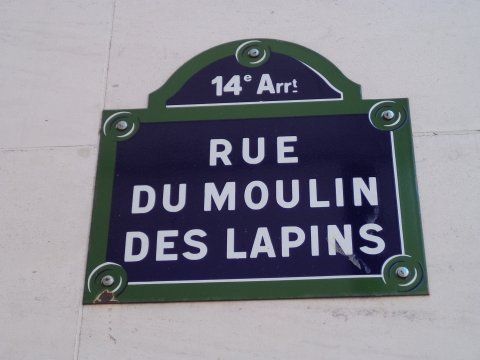 14e Arrt
RUE
DU MOULIN
DES LAPINS